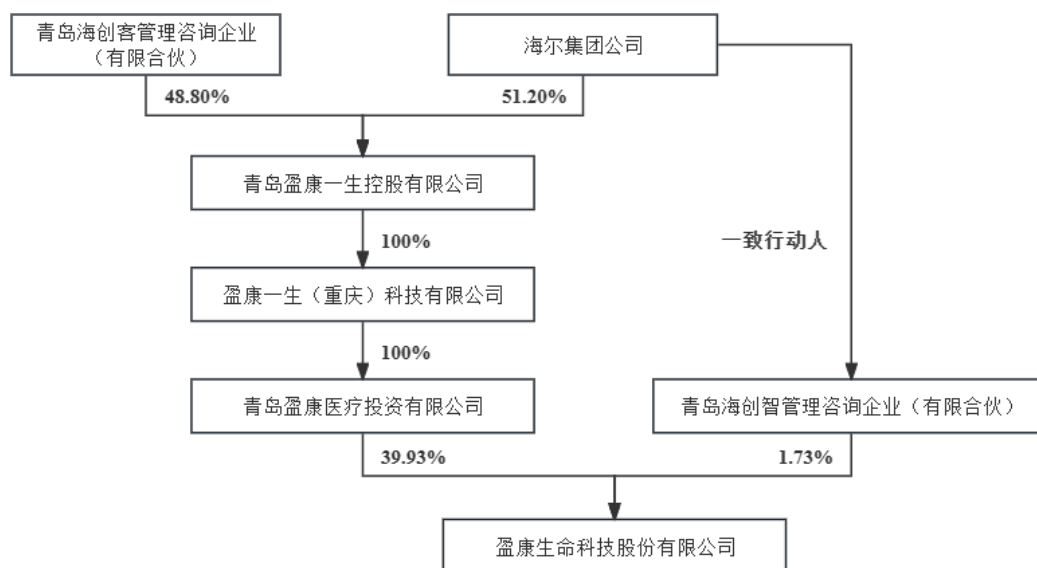 青岛海创客管理咨询企业
（有限合伙）
海尔集团公司
48.80%
51.20%
青岛盈康一生控股有限公司
100%
一致行动人
盈康一生（重庆）科技有限公司
100%
青岛盈康医疗投资有限公司
青岛海创智管理咨询企业（有限合伙）
39.93%
1.73%
盈康生命科技股份有限公司